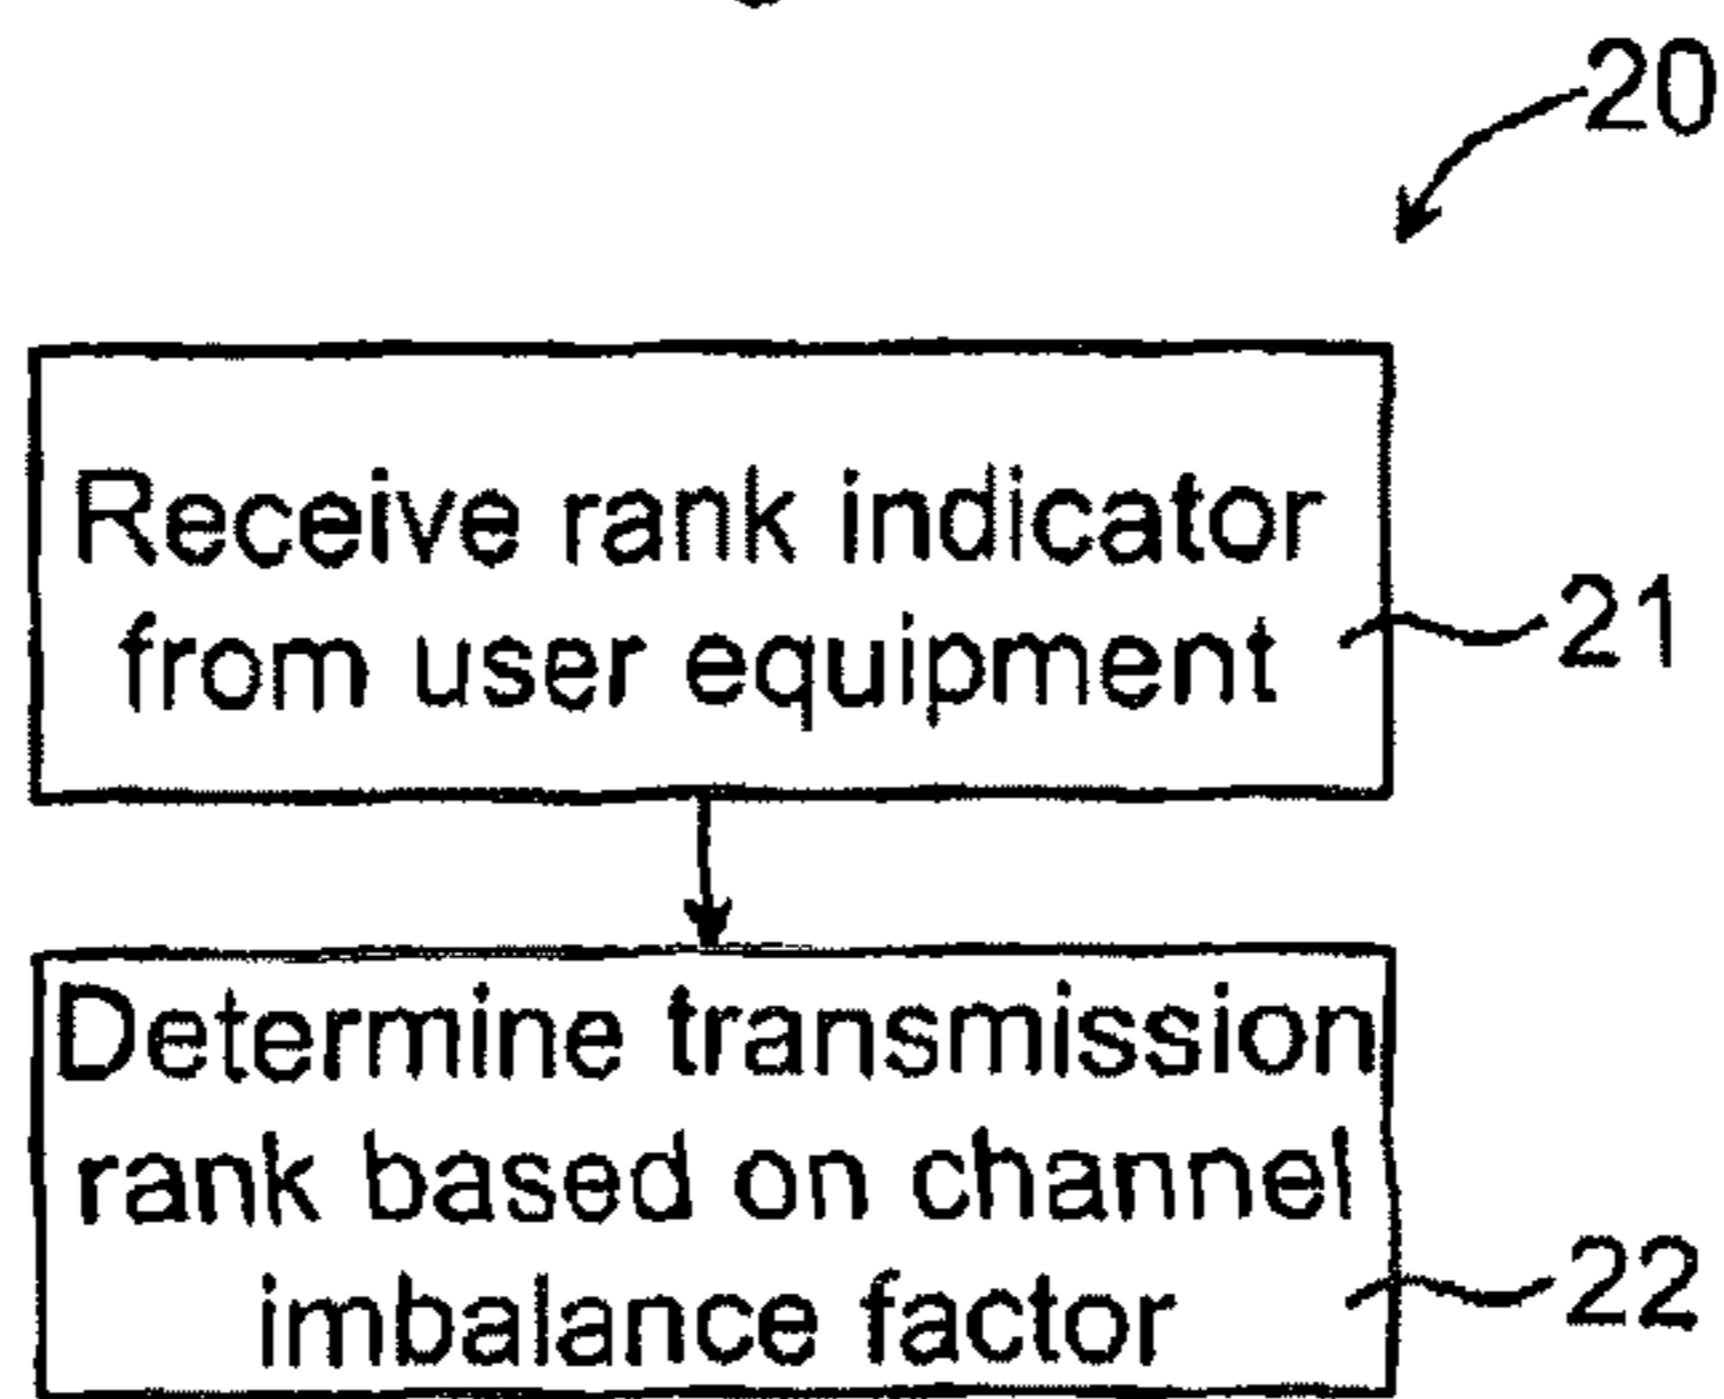 20
Receive rank indicator
from user equipment
21
Determine transmission
rank based on channel
imbalance factor
22